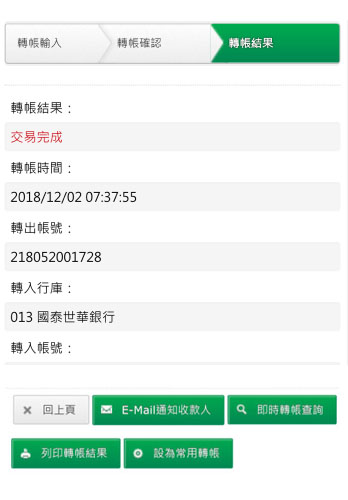 轉帳輸入 轉帳確認 轉帳結果
轉帳結果：
交易完成
轉帳時間：
2018/12/02 07:37:55
轉出帳號：
218052001728
轉入行庫：
013 國泰世華銀行
轉入帳號：
回上頁 E-Mail通知收款人 即時轉帳查詢
列印轉帳結果 設為常用轉帳